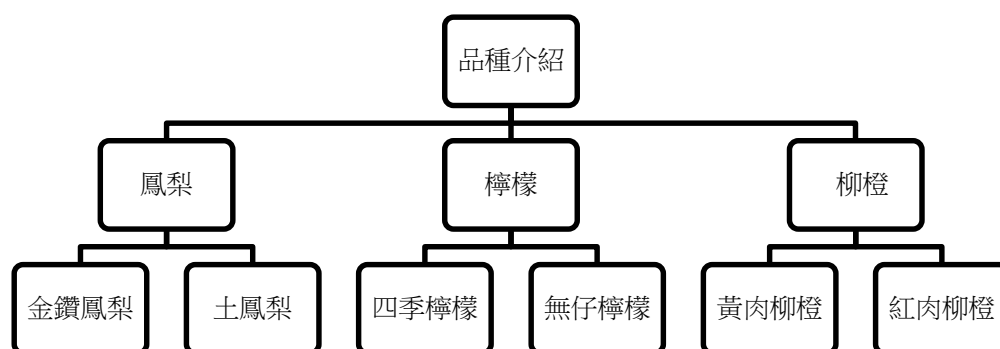 品種介紹
鳳梨
檸檬
柳橙
金鑽鳳梨
土鳳梨
四季檸檬
無仔檸檬
黃肉柳橙
紅肉柳橙